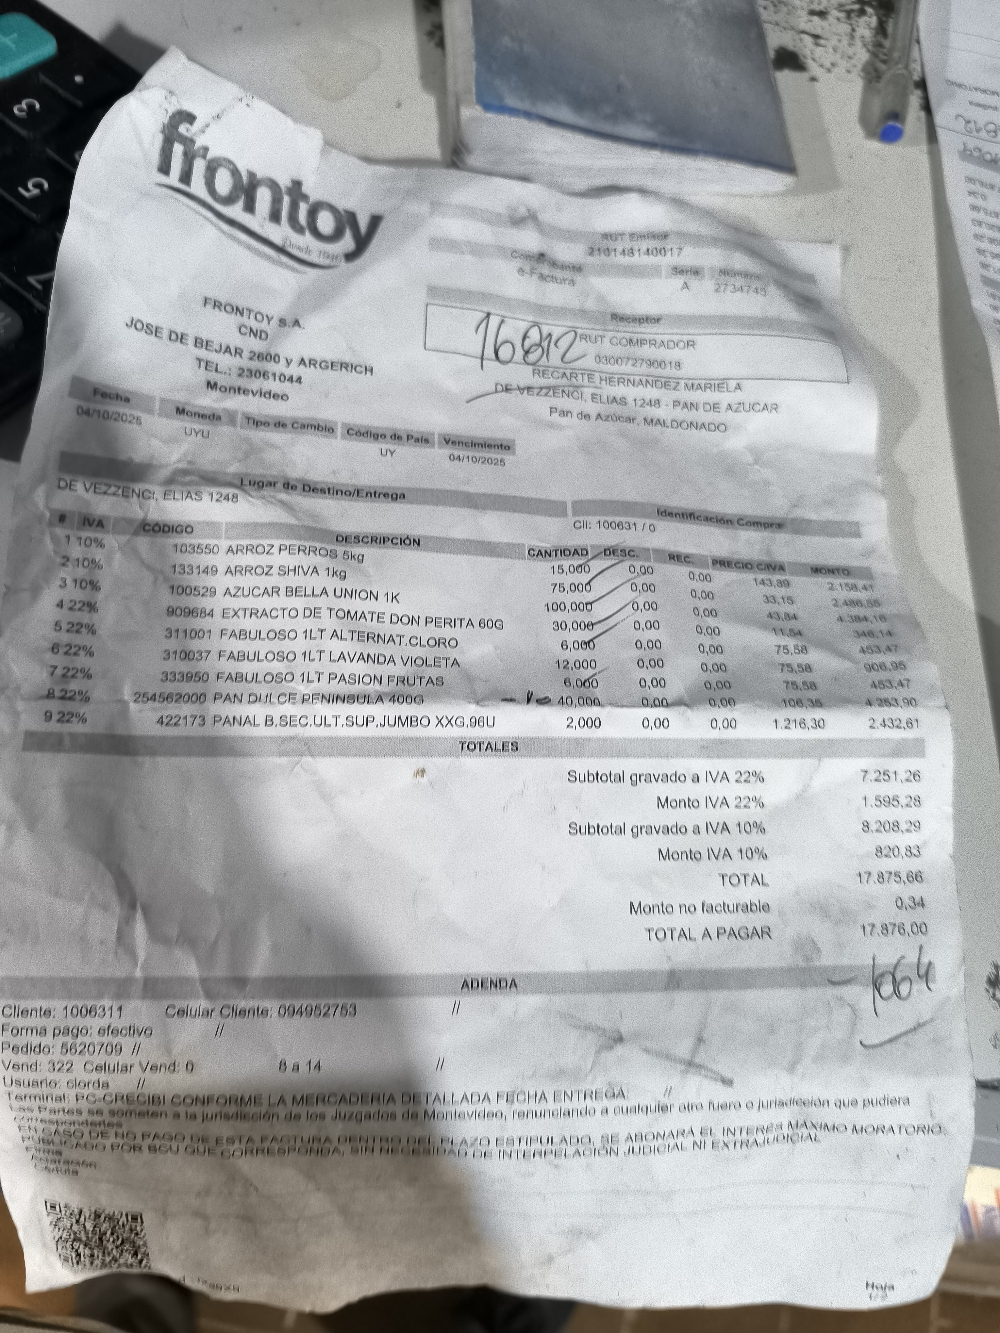 frontoy
Desde 1946
RUT Emisor
210148140017
Comprobante Serie Número
e-Factura A 2734745
FRONTOY S.A.
CND
JOSE DE BEJAR 2600 y ARGERICH
TEL.: 23061044
Montevideo
Receptor
16812 RUT COMPRADOR
030072790018
RECARTE HERNANDEZ MARIELA
DE VEZZENCI, ELIAS 1248 - PAN DE AZUCAR
Pan de Azúcar, MALDONADO
Fecha Moneda Tipo de Cambio Código de País Vencimiento
04/10/2025 UYU UY 04/10/2025
Lugar de Destino/Entrega Identificación Compra
DE VEZZENCI, ELIAS 1248 Cli: 100631 / 0
# IVA CÓDIGO DESCRIPCIÓN CANTIDAD DESC. REC. PRECIO C/IVA MONTO
1 10% 103550 ARROZ PERROS 5kg 15,000 0,00 0,00 143,89 2.158,41
2 10% 133149 ARROZ SHIVA 1kg 75,000 0,00 0,00 33,15 2.486,55
3 10% 100529 AZUCAR BELLA UNION 1K 100,000 0,00 0,00 43,84 4.384,16
4 22% 909684 EXTRACTO DE TOMATE DON PERITA 60G 30,000 0,00 0,00 11,54 346,14
5 22% 311001 FABULOSO 1LT ALTERNAT.CLORO 6,000 0,00 0,00 75,58 453,47
6 22% 310037 FABULOSO 1LT LAVANDA VIOLETA 12,000 0,00 0,00 75,58 906,95
7 22% 333950 FABULOSO 1LT PASION FRUTAS 6,000 0,00 0,00 75,58 453,47
8 22% 254562000 PAN DULCE PENINSULA 400G - 10 40,000 0,00 0,00 106,35 4.253,90
9 22% 422173 PANAL B.SEC.ULT.SUP.JUMBO XXG.96U 2,000 0,00 0,00 1.216,30 2.432,61
TOTALES
Subtotal gravado a IVA 22% 7.251,26
Monto IVA 22% 1.595,28
Subtotal gravado a IVA 10% 8.208,29
Monto IVA 10% 820,83
TOTAL 17.875,66
Monto no facturable 0,34
TOTAL A PAGAR 17.876,00
- 1064
ADENDA
Cliente: 1006311 Celular Cliente: 094952753 //
Forma pago: efectivo //
Pedido: 5620709 //
Vend: 322 Celular Vend: 0 8 a 14 //
Usuario: clorda //
Terminal: PC-CRECIBI CONFORME LA MERCADERIA DETALLADA FECHA ENTREGA: //
Las Partes se someten a la jurisdicción de los Juzgados de Montevideo, renunciando a cualquier otro fuero o jurisdicción que pudiera
corresponderles
EN CASO DE NO PAGO DE ESTA FACTURA DENTRO DEL PLAZO ESTIPULADO, SE ABONARÁ EL INTERÉS MÁXIMO MORATORIO
PUBLICADO POR BCU QUE CORRESPONDA, SIN NECESIDAD DE INTERPELACIÓN JUDICIAL NI EXTRAJUDICIAL
Firma
Aclaración
Cédula
Hoja